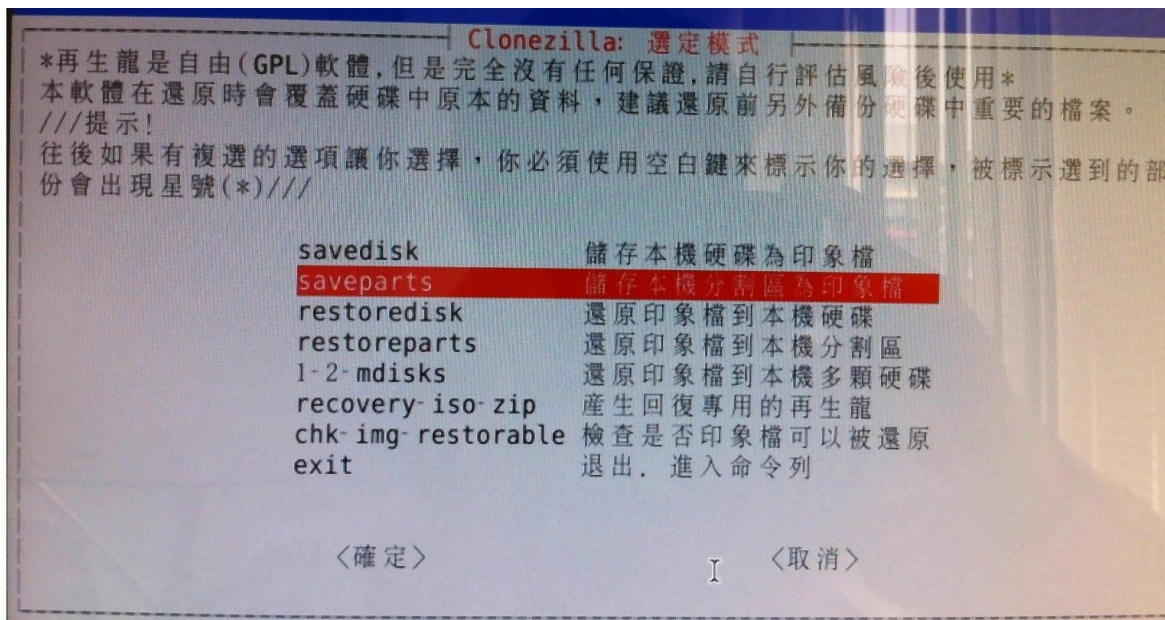 Clonezilla: 選定模式
*再生龍是自由(GPL)軟體,但是完全沒有任何保證,請自行評估風險後使用*
本軟體在還原時會覆蓋硬碟中原本的資料，建議還原前另外備份硬碟中重要的檔案。
///提示!
往後如果有複選的選項讓你選擇，你必須使用空白鍵來標示你的選擇，被標示選到的部
份會出現星號(*)///
savedisk 儲存本機硬碟為印象檔
saveparts 儲存本機分割區為印象檔
restoredisk 還原印象檔到本機硬碟
restoreparts 還原印象檔到本機分割區
1-2-mdisks 還原印象檔到本機多顆硬碟
recovery-iso-zip 產生回復專用的再生龍
chk-img-restorable 檢查是否印象檔可以被還原
exit 退出. 進入命令列
<確定> <取消>